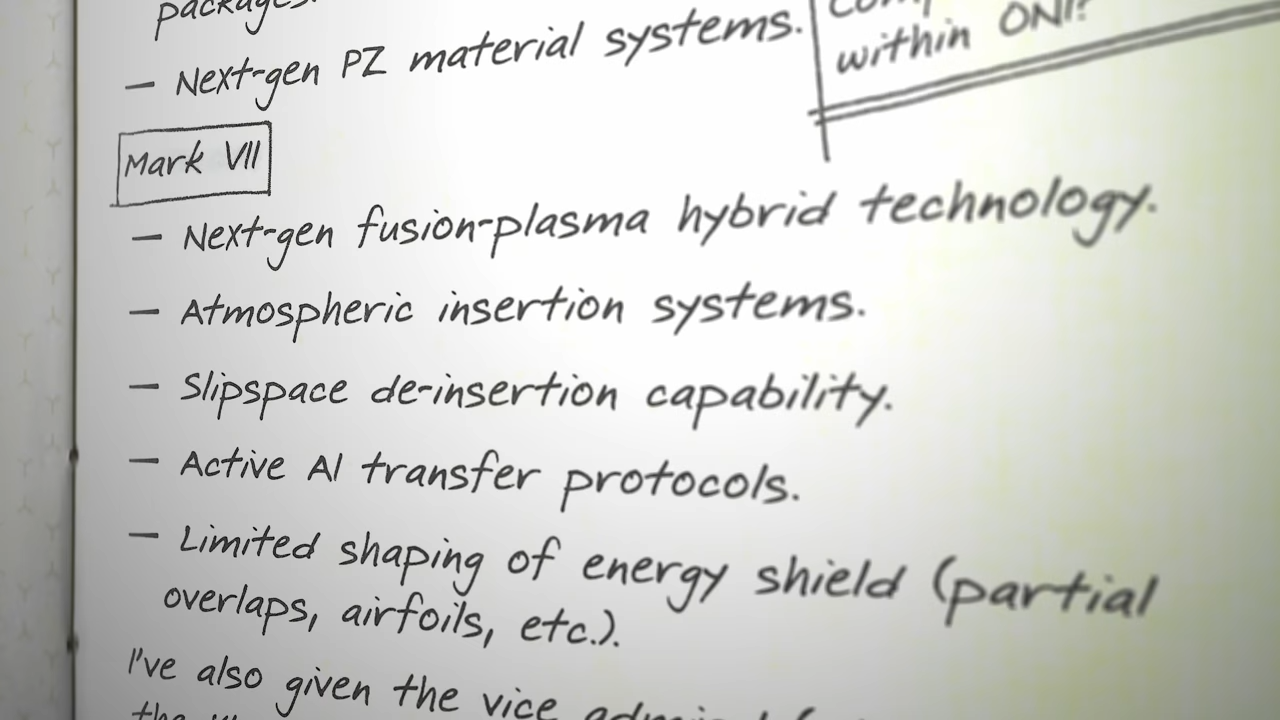 packages.
— Next-gen PZ material systems.
within ONI?
Mark VII
— Next-gen fusion-plasma hybrid technology.
— Atmospheric insertion systems.
— Slipspace de-insertion capability.
— Active AI transfer protocols.
— Limited shaping of energy shield (partial
overlaps, airfoils, etc.).
I've also given the vice
the